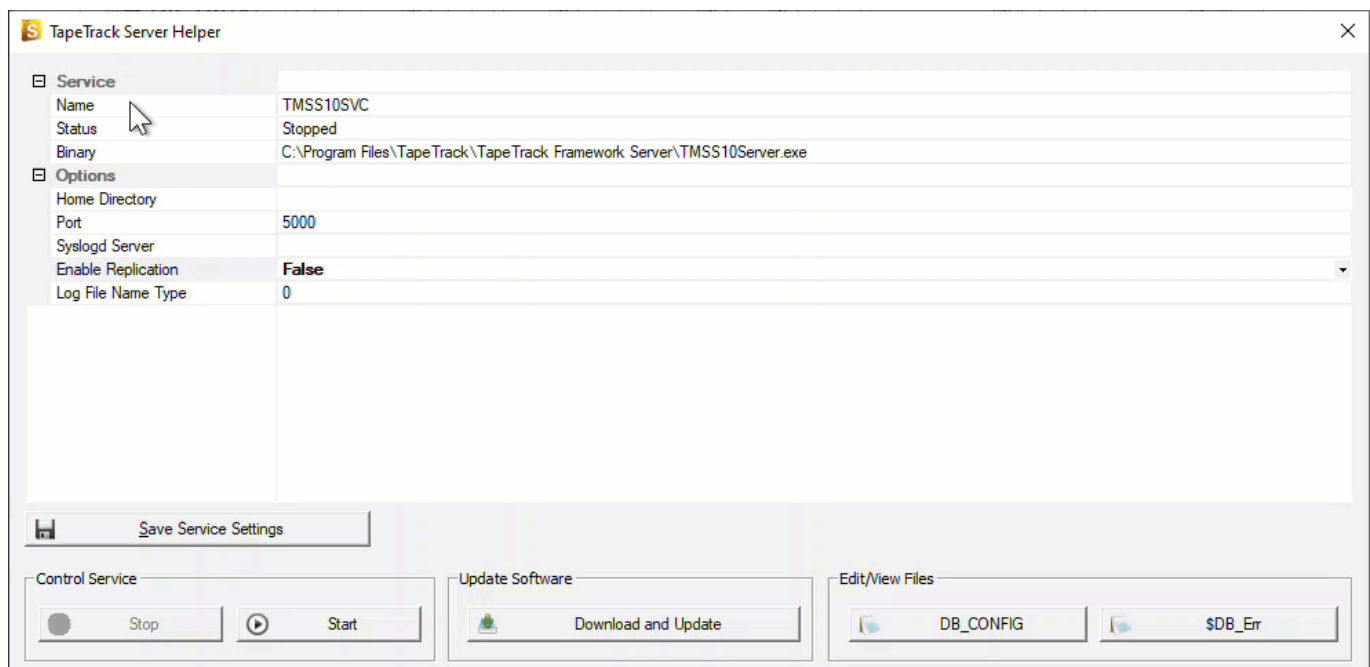 TapeTrack Server Helper
Service
Name TMSS10SVC
Status Stopped
Binary C:\Program Files\TapeTrack\TapeTrack Framework Server\TMSS10Server.exe
Options
Home Directory
Port 5000
Syslogd Server
Enable Replication False
Log File Name Type 0
Save Service Settings
Control Service Update Software Edit/View Files
Stop Start Download and Update DB_CONFIG $DB_Err